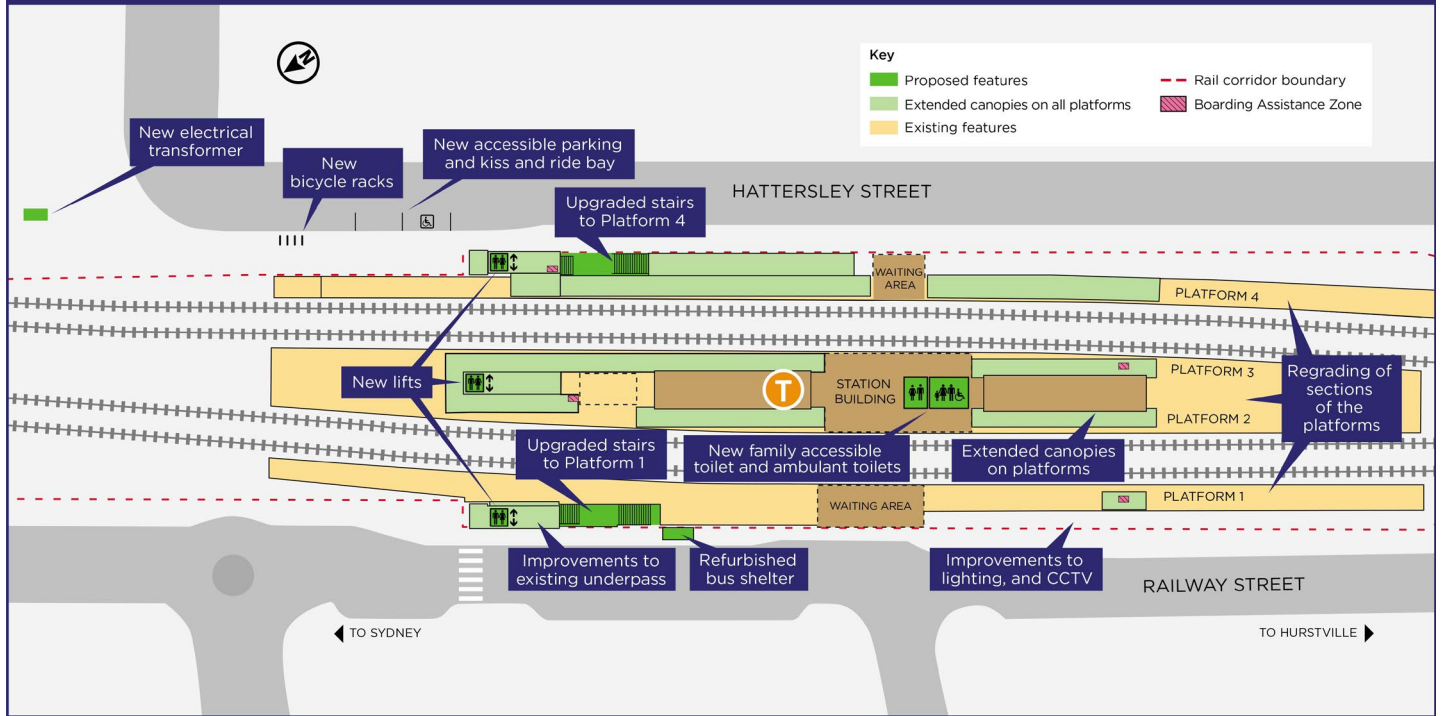 N
Key
Proposed features
Extended canopies on all platforms
Existing features
Rail corridor boundary
Boarding Assistance Zone
New electrical
transformer
New
bicycle racks
New accessible parking
and kiss and ride bay
HATTERSLEY STREET
Upgraded stairs
to Platform 4
WAITING
AREA
PLATFORM 4
New lifts
T
STATION
BUILDING
PLATFORM 3
PLATFORM 2
Regrading of
sections
of the
platforms
Upgraded stairs
to Platform 1
New family accessible
toilet and ambulant toilets
Extended canopies
on platforms
WAITING AREA
PLATFORM 1
Improvements to
existing underpass
Refurbished
bus shelter
Improvements to
lighting, and CCTV
RAILWAY STREET
TO SYDNEY
TO HURSTVILLE